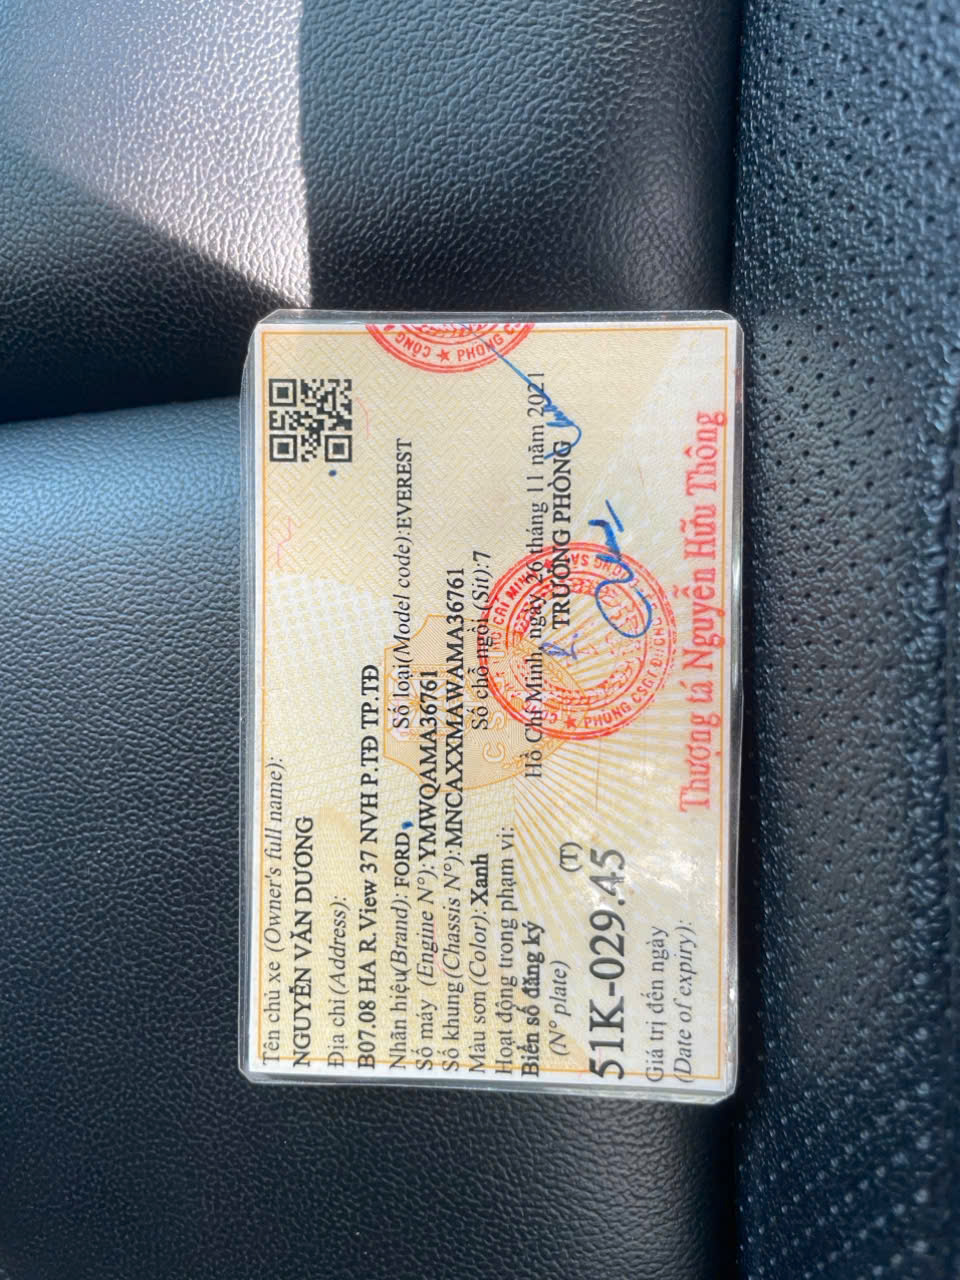 Tên chủ xe (Owner's full name):
NGUYỄN VĂN DƯƠNG
Địa chỉ (Address):
B07.08 HA R.View 37 NVH P.TĐ TP.TĐ
Nhãn hiệu(Brand): FORD Số loại(Model code):EVEREST
Số máy (Engine N°): YMWQAMA36761
Số khung (Chassis N°):MNCAXXMAWAMA36761
Màu sơn (Color): Xanh Số chỗ ngồi (Sit):7
Hoạt động trong phạm vi:
Hồ Chí Minh, ngày 26 tháng 11 năm 2021
Biển số đăng ký
(N° plate)
TRƯỞNG PHÒNG
(T)
51K-029.45
Giá trị đến ngày
(Date of expiry):
Thượng tá Nguyễn Hữu Thông
CÔNG ★ PHÒNG
★ PHÒNG CSGT